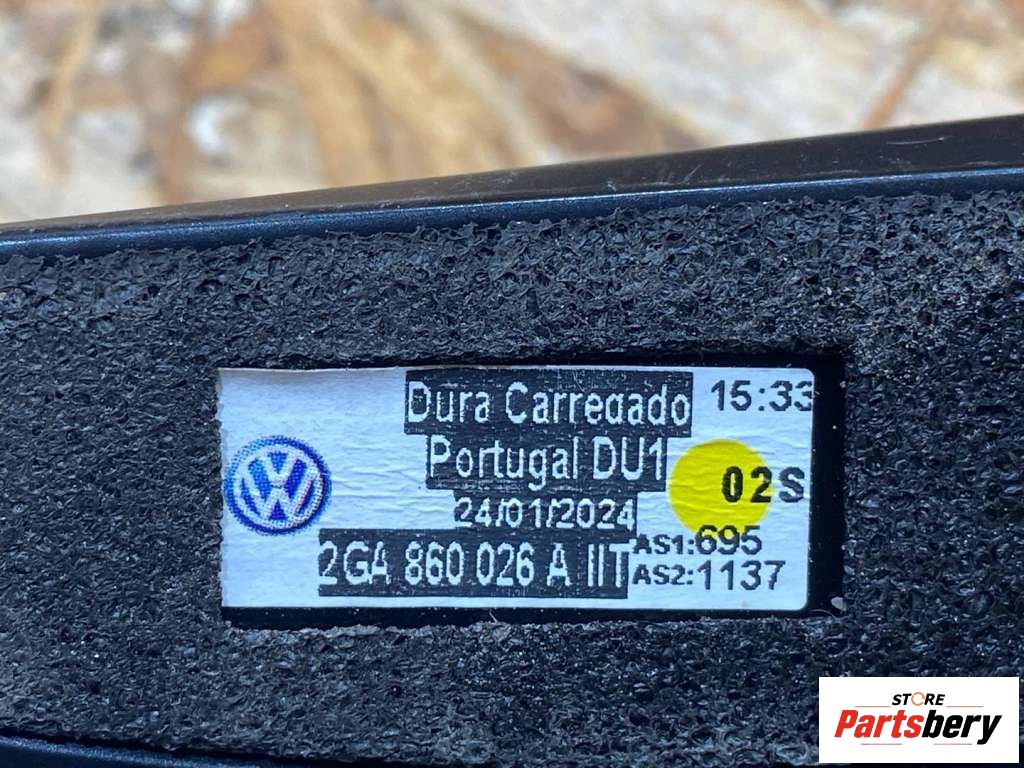 Dura Carregado
15:33
Portugal DU1
02S
24/01/2024
AS1:695
2GA 860 026 A IIT
AS2:1137
STORE
Partsbery